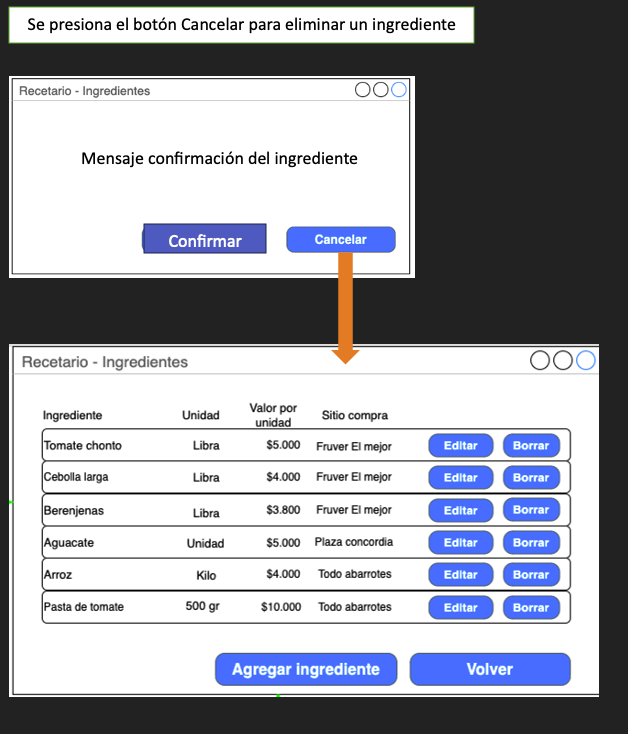 Se presiona el botón Cancelar para eliminar un ingrediente
Recetario - Ingredientes
Mensaje confirmación del ingrediente
Confirmar Cancelar
Recetario - Ingredientes
Ingrediente Unidad Valor por unidad Sitio compra
Tomate chonto Libra $5.000 Fruver El mejor Editar Borrar
Cebolla larga Libra $4.000 Fruver El mejor Editar Borrar
Berenjenas Libra $3.800 Fruver El mejor Editar Borrar
Aguacate Unidad $5.000 Plaza concordia Editar Borrar
Arroz Kilo $4.000 Todo abarrotes Editar Borrar
Pasta de tomate 500 gr $10.000 Todo abarrotes Editar Borrar
Agregar ingrediente Volver